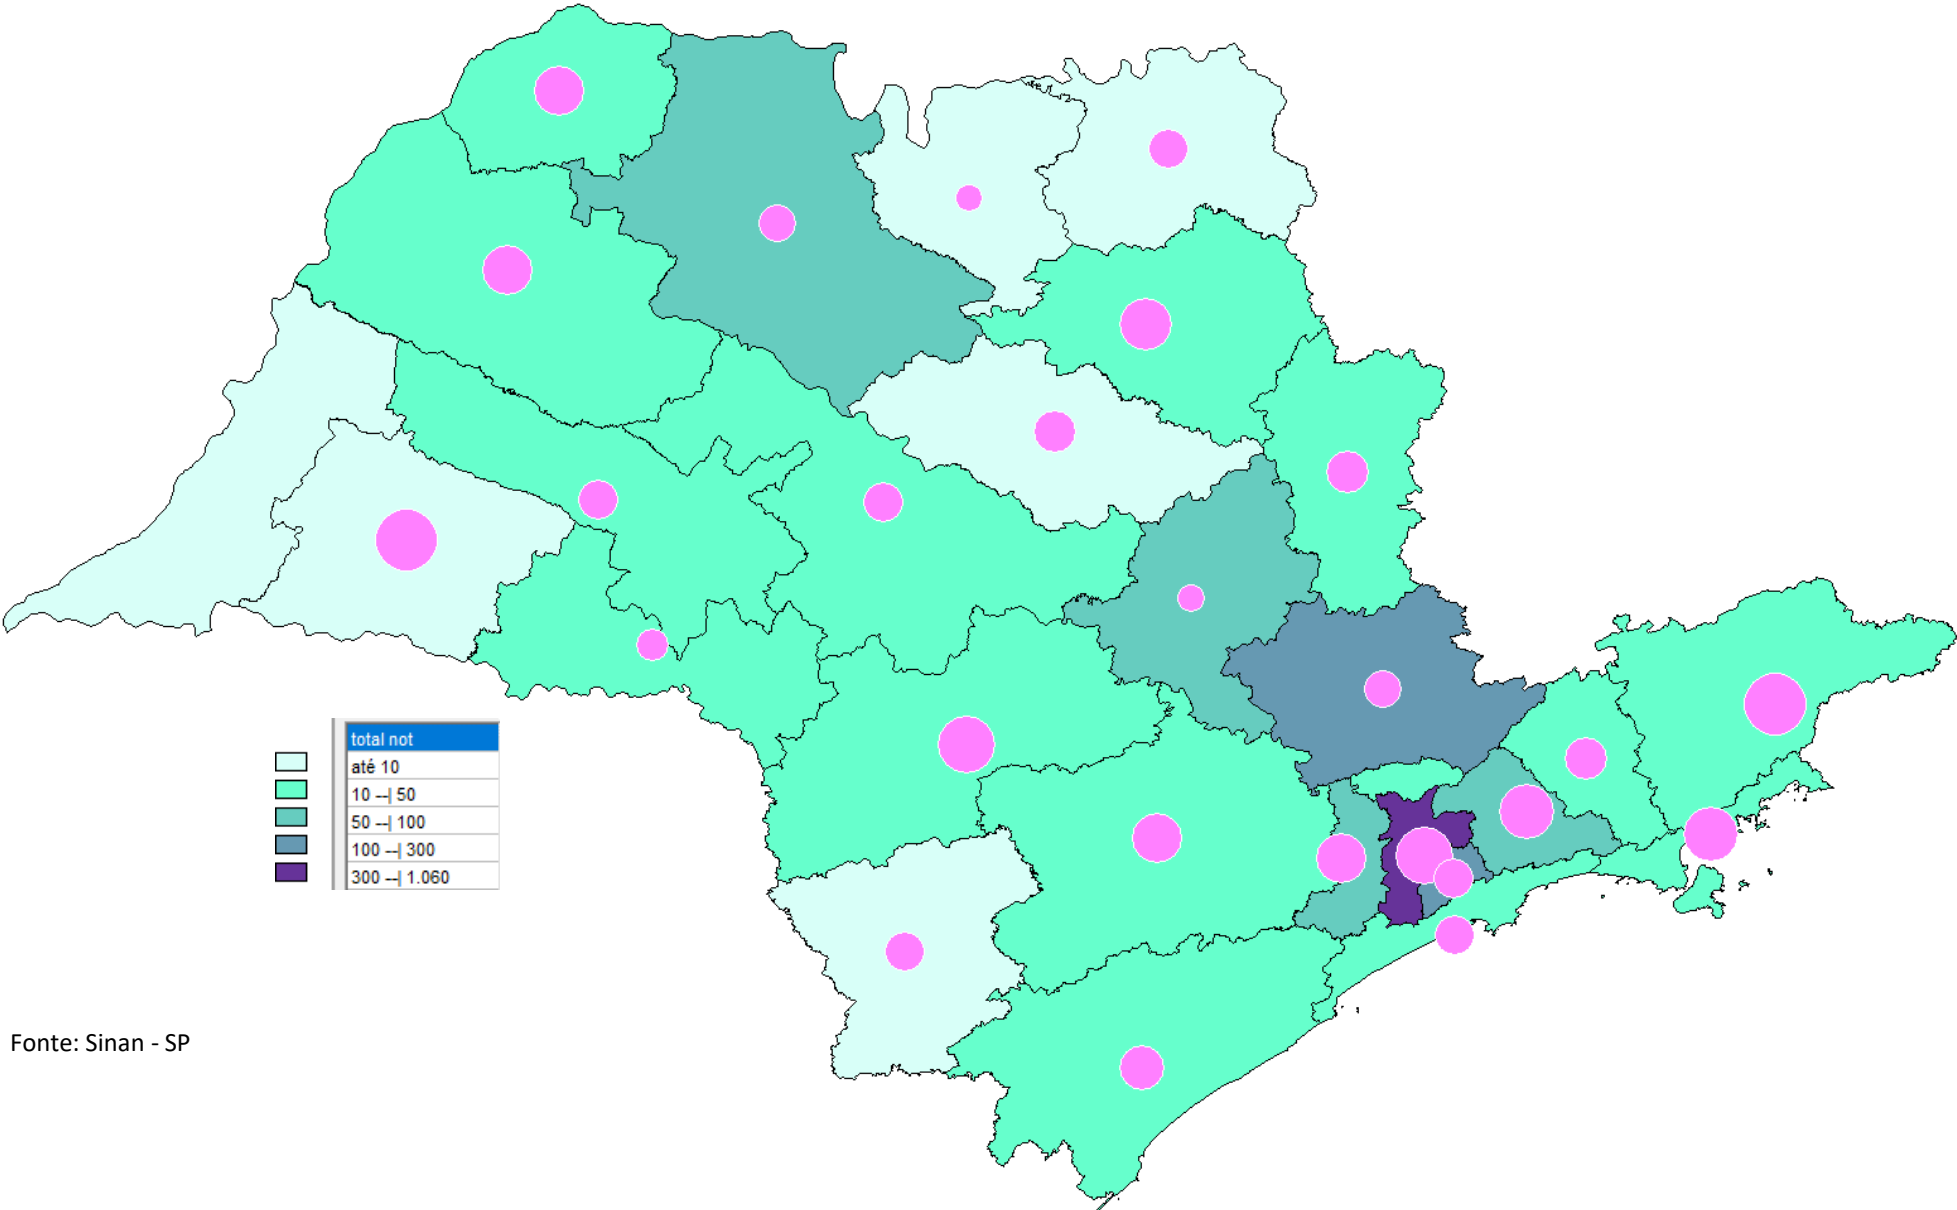 total not
até 10
10 --| 50
50 --| 100
100 --| 300
300 --| 1.060
Fonte: Sinan - SP